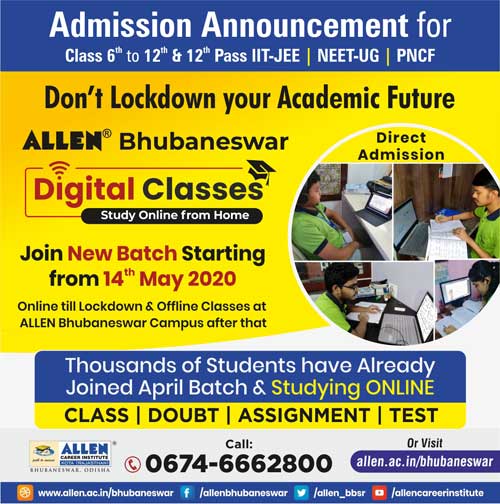 Admission Announcement for
Class 6th to 12th & 12th Pass IIT-JEE | NEET-UG | PNCF
Don't Lockdown your Academic Future
ALLEN® Bhubaneswar
Digital Classes
Study Online from Home
Direct
Admission
Join New Batch Starting
from 14th May 2020
Online till Lockdown & Offline Classes at
ALLEN Bhubaneswar Campus after that
Thousands of Students have Already
Joined April Batch & Studying ONLINE
CLASS | DOUBT | ASSIGNMENT | TEST
ALLEN®
CAREER INSTITUTE
KOTA (RAJASTHAN)
BHUBANESWAR, ODISHA
Call:
0674-6662800
Or Visit
allen.ac.in/bhubaneswar
www.allen.ac.in/bhubaneswar
/allenbhubaneswar
/allen_bbsr
/allencareerinstitute